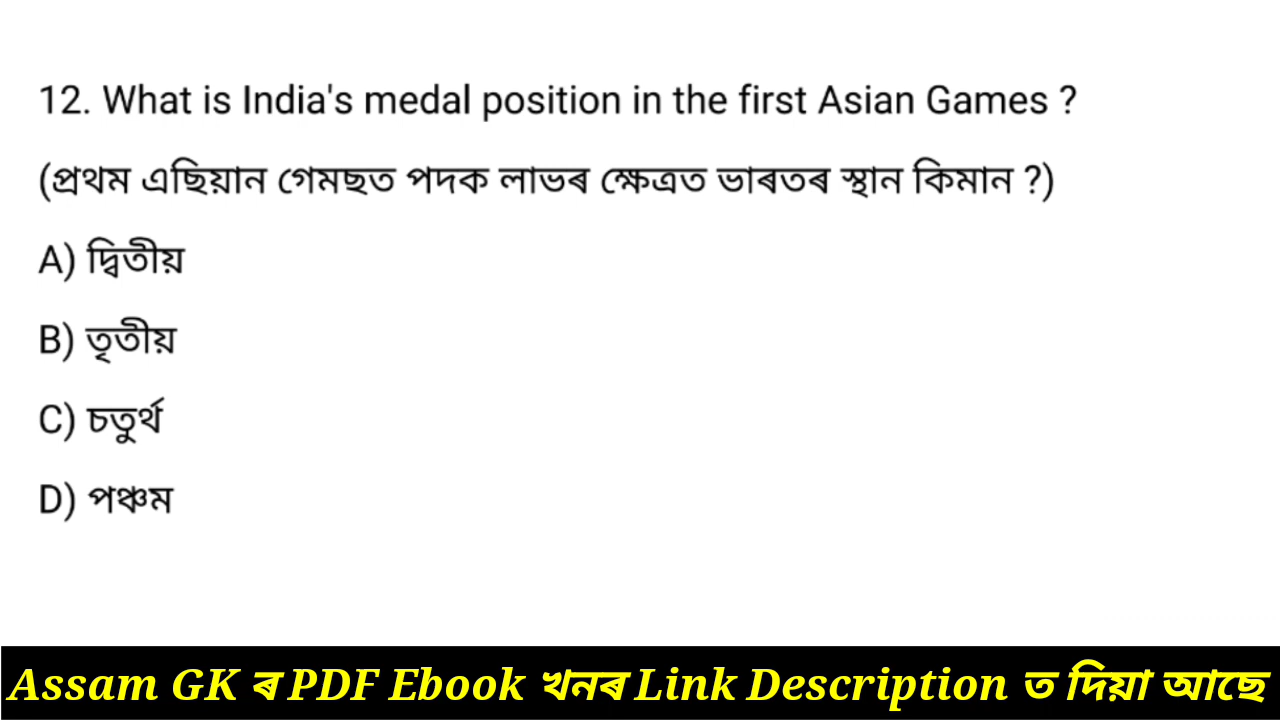 12. What is India's medal position in the first Asian Games ?
(প্ৰথম এছিয়ান গেমছত পদক লাভৰ ক্ষেত্ৰত ভাৰতৰ স্থান কিমান ?)
A) দ্বিতীয়
B) তৃতীয়
C) চতুৰ্থ
D) পঞ্চম
Assam GK ৰ PDF Ebook খনৰ Link Description ত দিয়া আছে